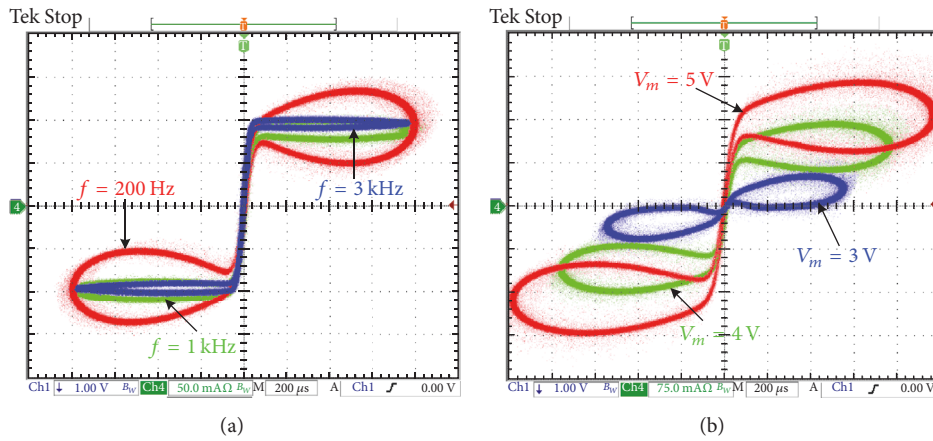 Tek Stop
T
T
4
f = 200 Hz
f = 3 kHz
f = 1 kHz
Ch1 1.00 V BW Ch4 50.0 mAΩ BW M 200 μs A Ch1 0.00 V
(a)
Tek Stop
T
T
4
Vm = 5 V
Vm = 3 V
Vm = 4 V
Ch1 1.00 V BW Ch4 75.0 mAΩ BW M 200 μs A Ch1 0.00 V
(b)